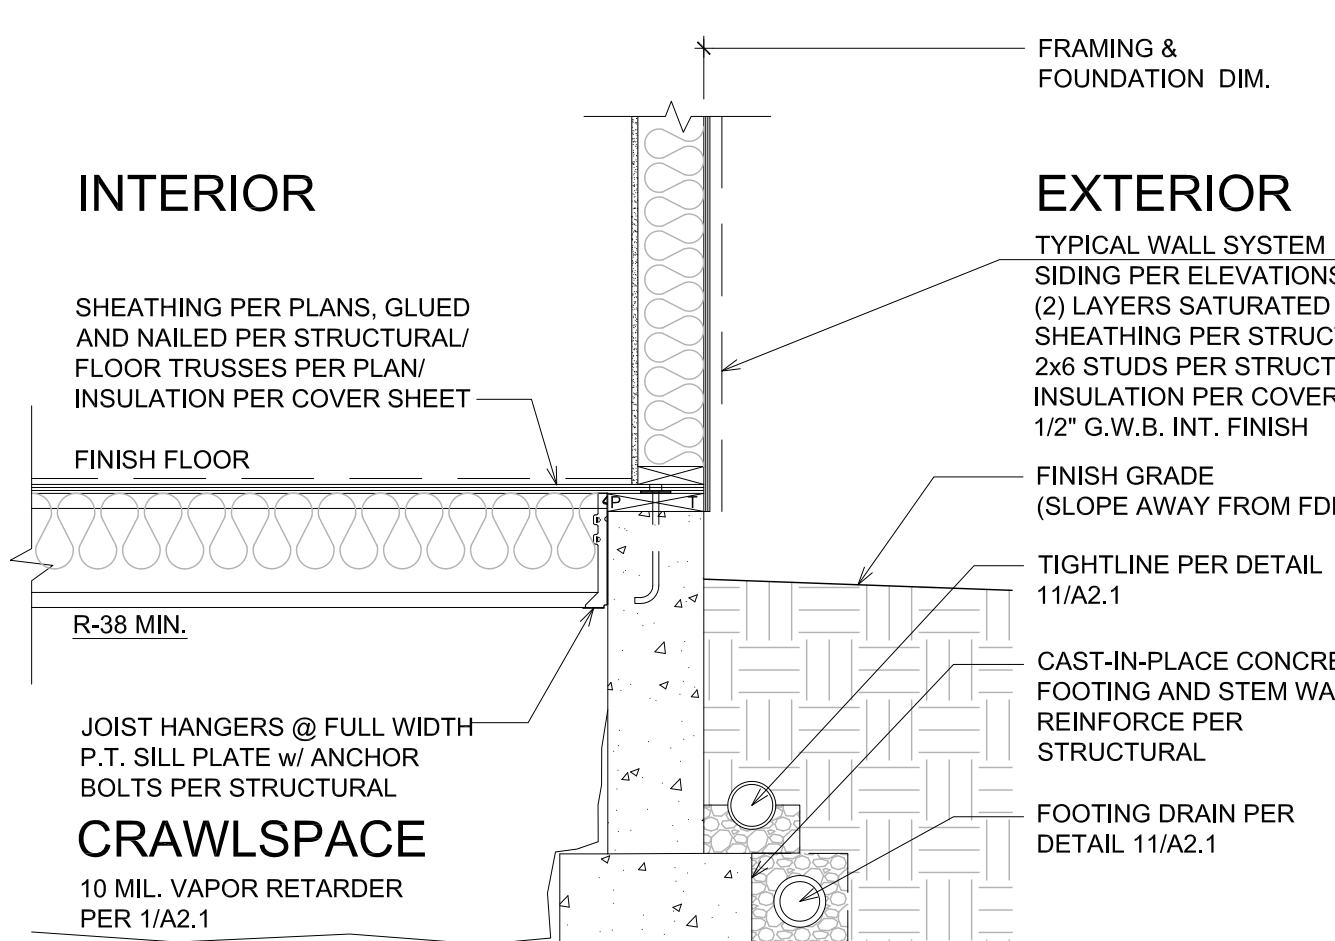 FRAMING &
FOUNDATION DIM.
INTERIOR
EXTERIOR
TYPICAL WALL SYSTEM
SIDING PER ELEVATIONS
(2) LAYERS SATURATED
SHEATHING PER STRUCT
2x6 STUDS PER STRUCT
INSULATION PER COVER
1/2" G.W.B. INT. FINISH
SHEATHING PER PLANS, GLUED
AND NAILED PER STRUCTURAL/
FLOOR TRUSSES PER PLAN/
INSULATION PER COVER SHEET
FINISH FLOOR
P T
FINISH GRADE
(SLOPE AWAY FROM FD
TIGHTLINE PER DETAIL
11/A2.1
R-38 MIN.
CAST-IN-PLACE CONCRE
FOOTING AND STEM WA
REINFORCE PER
STRUCTURAL
JOIST HANGERS @ FULL WIDTH
P.T. SILL PLATE w/ ANCHOR
BOLTS PER STRUCTURAL
FOOTING DRAIN PER
DETAIL 11/A2.1
CRAWLSPACE
10 MIL. VAPOR RETARDER
PER 1/A2.1